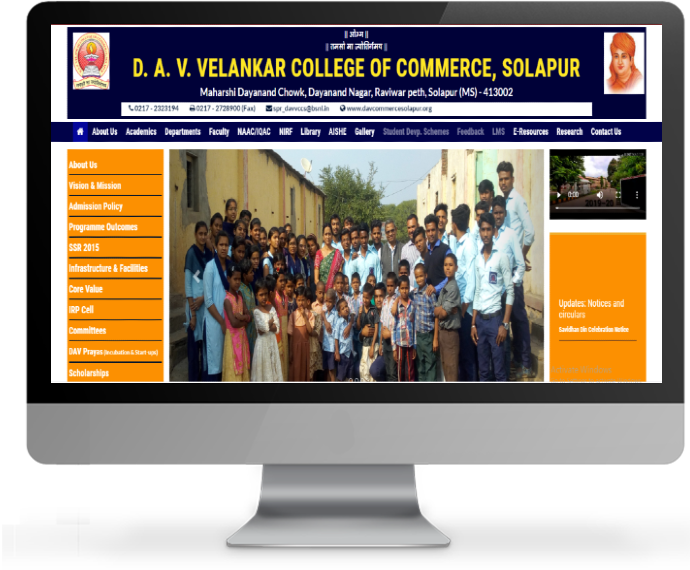 || ओ३म ||
|| तमसो मा ज्योतिर्गमय ||
D. A. V. VELANKAR COLLEGE OF COMMERCE, SOLAPUR
Maharshi Dayanand Chowk, Dayanand Nagar, Raviwar peth, Solapur (MS) - 413002
0217 - 2323194 0217 - 2728900 (Fax) spr_davvccs@bsnl.in www.davcommercesolapur.org
About Us Academics Departments Faculty NAAC/IQAC NIRF Library AISHE Gallery Student Devp. Schemes Feedback LMS E-Resources Research Contact Us
About Us
Vision & Mission
Admission Policy
Programme Outcomes
SSR 2015
Infrastructure & Facilities
Core Value
IRP Cell
Committees
DAV Prayas (Incubation & Start-ups)
Scholarships
0:00
2019-20
Updates: Notices and
circulars
Savidhan Din Celebration Notice